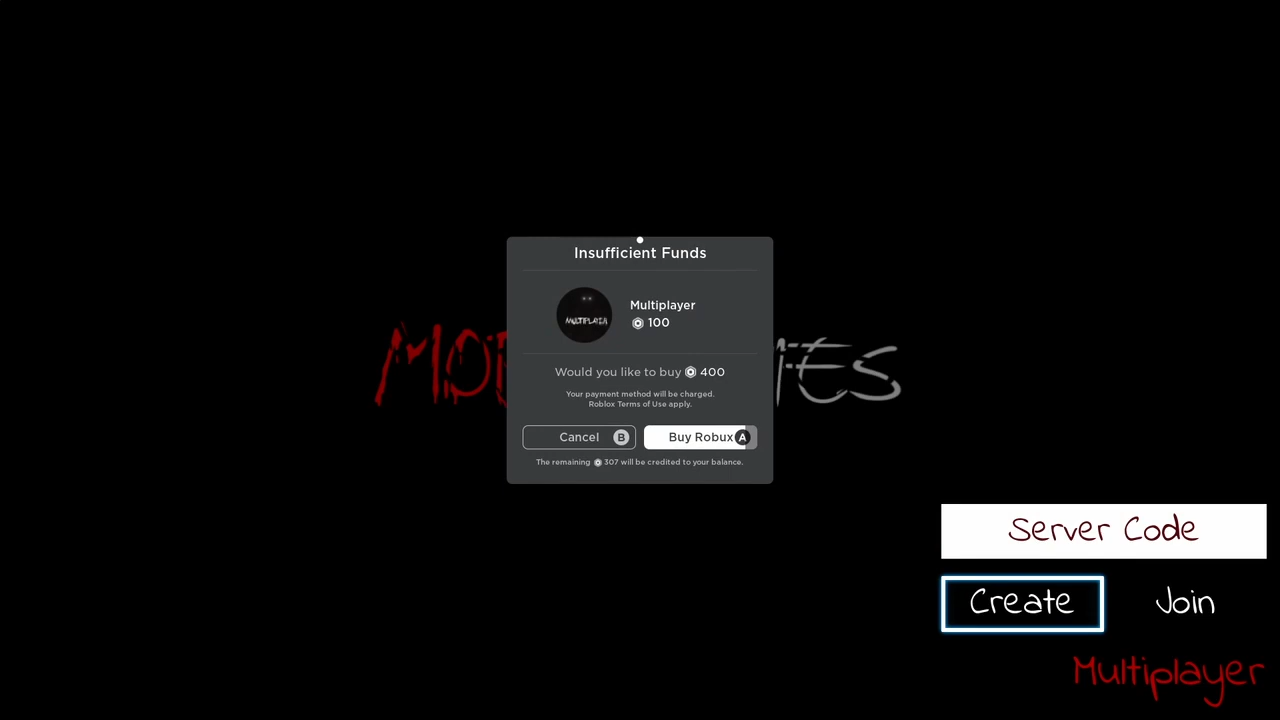 Insufficient Funds
Multiplayer
100
Would you like to buy 400
Your payment method will be charged.
Roblox Terms of Use apply.
Cancel B
Buy Robux A
The remaining 307 will be credited to your balance.
Server Code
Create
Join
Multiplayer